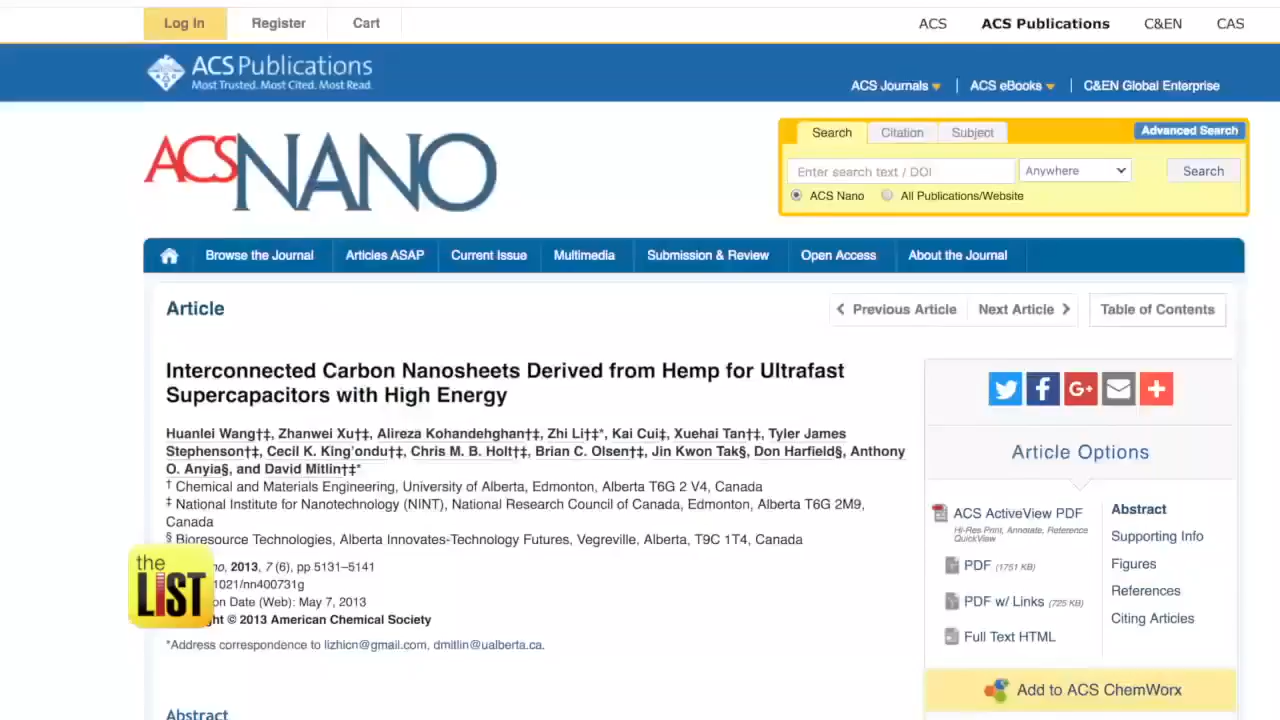 Log In Register Cart ACS ACS Publications C&EN CAS
ACS Publications
Most Trusted. Most Cited. Most Read.
ACS Journals ACS eBooks C&EN Global Enterprise
ACSNANO
Search Citation Subject Advanced Search
Enter search text / DOI Anywhere Search
ACS Nano All Publications/Website
Browse the Journal Articles ASAP Current Issue Multimedia Submission & Review Open Access About the Journal
Article
Previous Article Next Article Table of Contents
Interconnected Carbon Nanosheets Derived from Hemp for Ultrafast
Supercapacitors with High Energy
Huanlei Wang†‡, Zhanwei Xu†‡, Alireza Kohandehghan†‡, Zhi Li†‡*, Kai Cui‡, Xuehai Tan†‡, Tyler James
Stephenson†‡, Cecil K. King’ondu†‡, Chris M. B. Holt†‡, Brian C. Olsen†‡, Jin Kwon Tak§, Don Harfield§, Anthony
O. Anyia§, and David Mitlin†‡*
† Chemical and Materials Engineering, University of Alberta, Edmonton, Alberta T6G 2 V4, Canada
‡ National Institute for Nanotechnology (NINT), National Research Council of Canada, Edmonton, Alberta T6G 2M9,
Canada
§ Bioresource Technologies, Alberta Innovates-Technology Futures, Vegreville, Alberta, T9C 1T4, Canada
no, 2013, 7 (6), pp 5131–5141
1021/nn400731g
on Date (Web): May 7, 2013
ght © 2013 American Chemical Society
*Address correspondence to lizhicn@gmail.com, dmitlin@ualberta.ca.
Abstract
the
LIST
G+
Article Options
ACS ActiveView PDF
Hi-Res Print, Annotate, Reference
QuickView
PDF (1751 KB)
PDF w/ Links (725 KB)
Full Text HTML
Abstract
Supporting Info
Figures
References
Citing Articles
Add to ACS ChemWorx